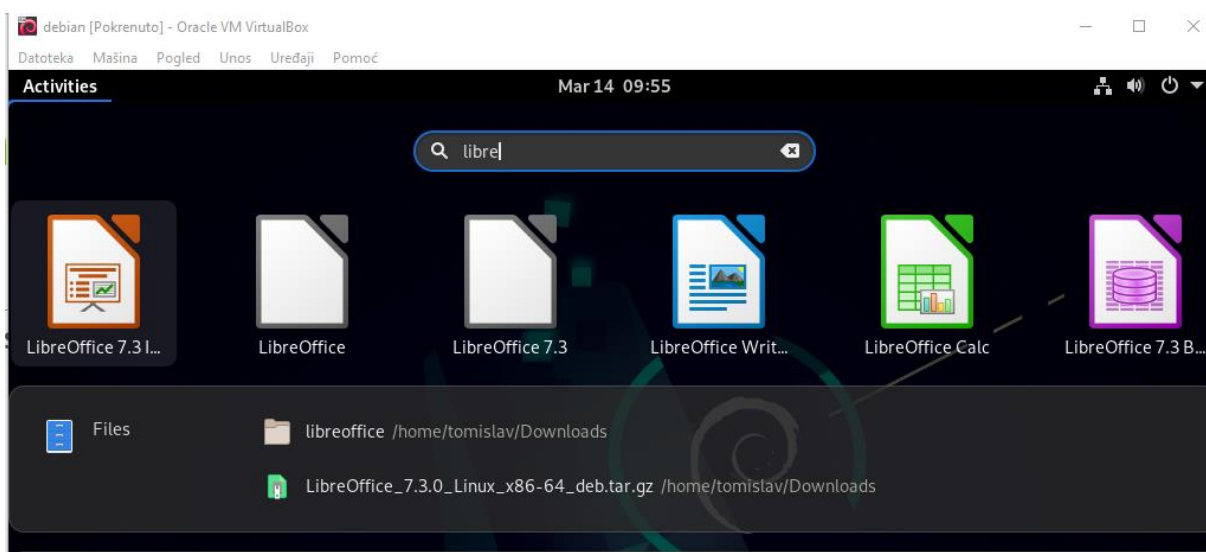 debian [Pokrenuto] - Oracle VM VirtualBox
Datoteka Mašina Pogled Unos Uređaji Pomoć
Activities Mar 14 09:55
libre
LibreOffice 7.3 I... LibreOffice LibreOffice 7.3 LibreOffice Writ... LibreOffice Calc LibreOffice 7.3 B...
Files libreoffice /home/tomislav/Downloads
LibreOffice_7.3.0_Linux_x86-64_deb.tar.gz /home/tomislav/Downloads